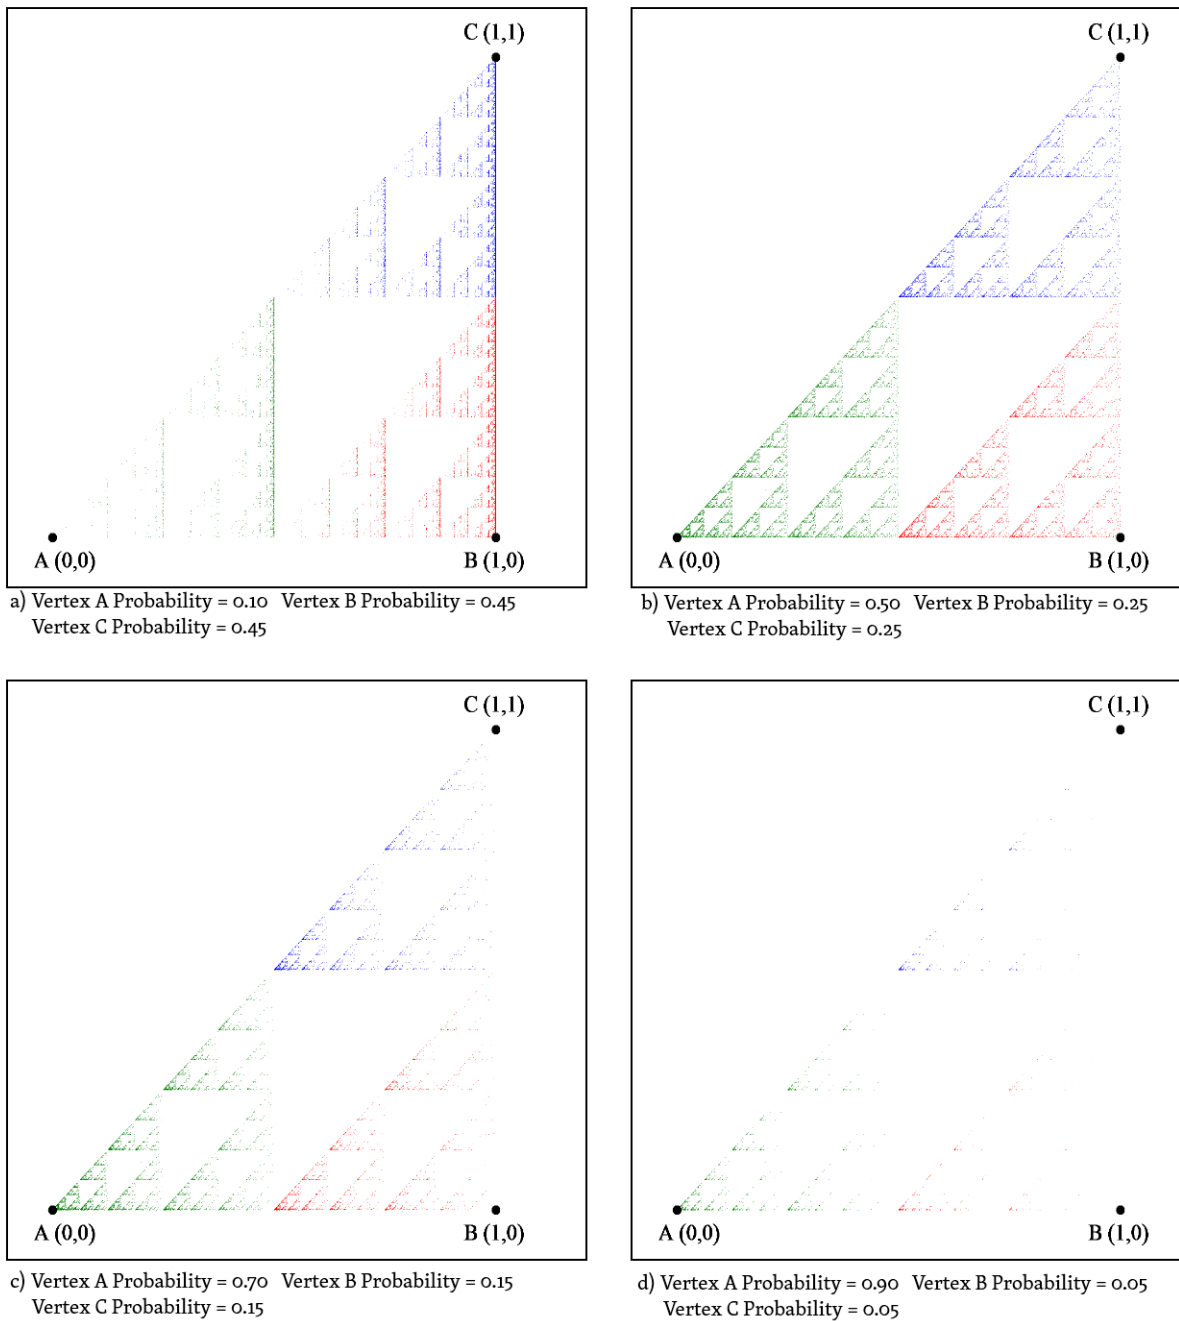 C (1,1)
A (0,0)
B (1,0)
a) Vertex A Probability = 0.10 Vertex B Probability = 0.45
Vertex C Probability = 0.45
C (1,1)
A (0,0)
B (1,0)
b) Vertex A Probability = 0.50 Vertex B Probability = 0.25
Vertex C Probability = 0.25
C (1,1)
A (0,0)
B (1,0)
c) Vertex A Probability = 0.70 Vertex B Probability = 0.15
Vertex C Probability = 0.15
C (1,1)
A (0,0)
B (1,0)
d) Vertex A Probability = 0.90 Vertex B Probability = 0.05
Vertex C Probability = 0.05